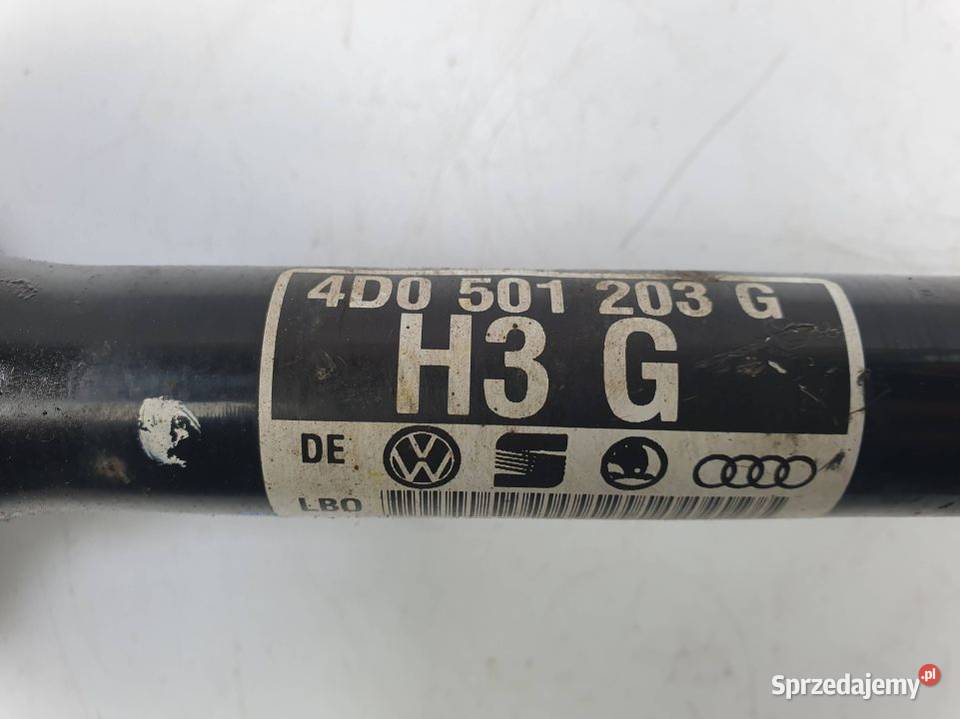 4D0 501 203 G
H3 G
DE
LBO
Sprzedajemy.pl